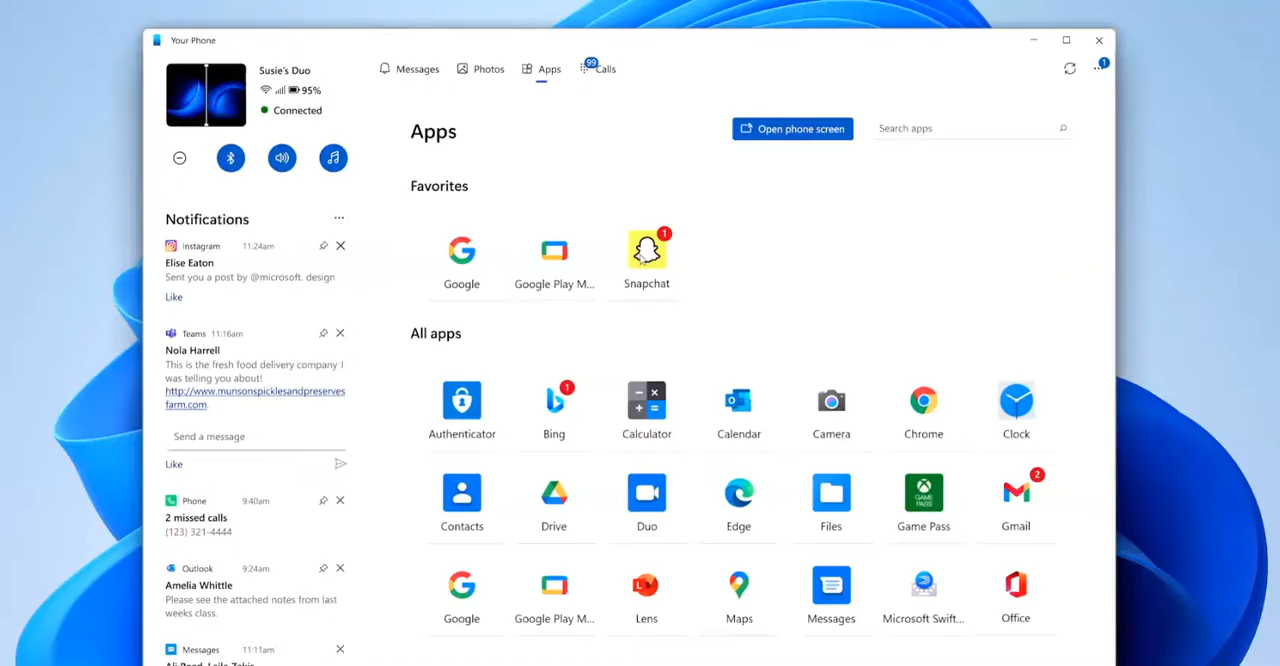 Your Phone
Susie's Duo
95%
Connected
Messages
Photos
Apps
99
Calls
1
Apps
Open phone screen
Search apps
Notifications
Instagram 11:24am
Elise Eaton
Sent you a post by @microsoft. design
Like
Teams 11:16am
Nola Harrell
This is the fresh food delivery company I
was telling you about!
http://www.munsonspicklesandpreserves
farm.com.
Send a message
Like
Phone 9:40am
2 missed calls
(123) 321-4444
Outlook 9:24am
Amelia Whittle
Please see the attached notes from last
weeks class.
Messages 11:11am
Favorites
1
Google Google Play M... Snapchat
All apps
1
Authenticator Bing Calculator Calendar Camera Chrome Clock
GAME PASS
2
Contacts Drive Duo Edge Files Game Pass Gmail
Google Google Play M... Lens Maps Messages Microsoft Swift... Office